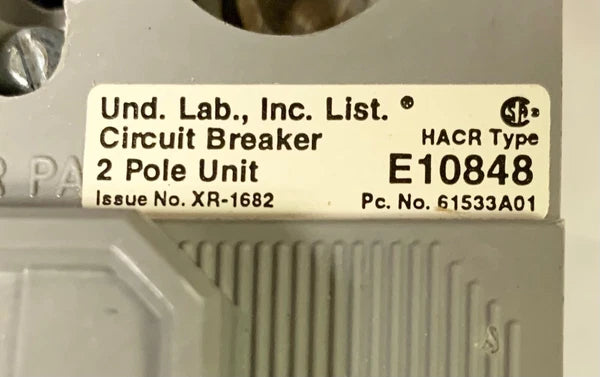 Und. Lab., Inc. List. ®
Circuit Breaker
HACR Type
2 Pole Unit
E10848
Issue No. XR-1682
Pc. No. 61533A01
R PA